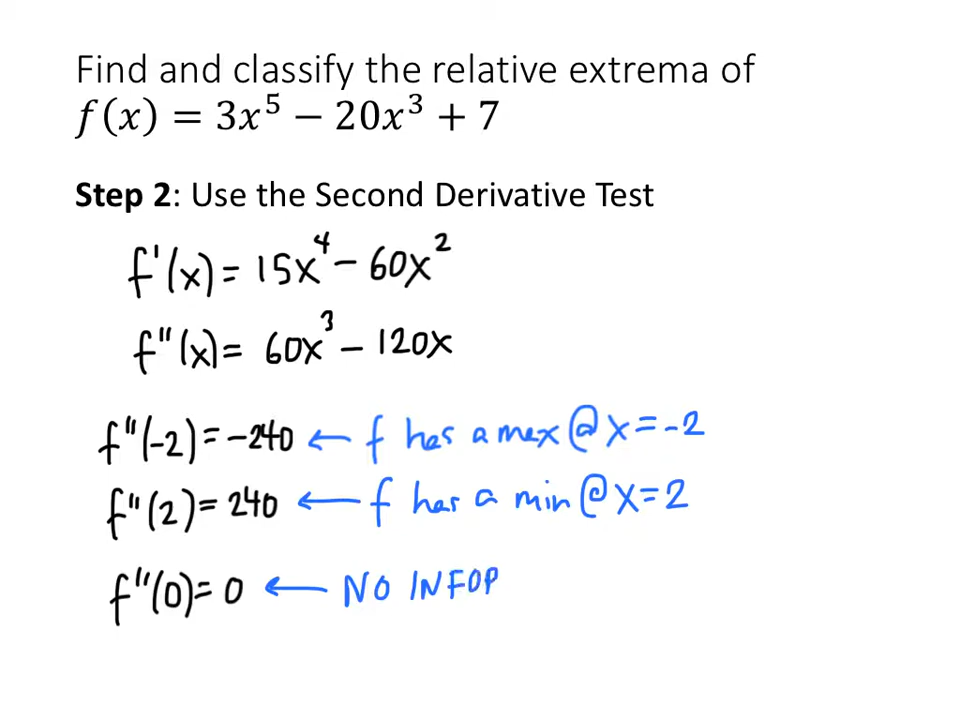 Find and classify the relative extrema of
f(x) = 3x⁵ − 20x³ + 7
Step 2: Use the Second Derivative Test
f'(x) = 15x⁴ − 60x²
f"(x) = 60x³ − 120x
f"(-2) = -240 ← f has a max @ x = -2
f"(2) = 240 ← f has a min @ x = 2
f"(0) = 0 ← NO INFOP